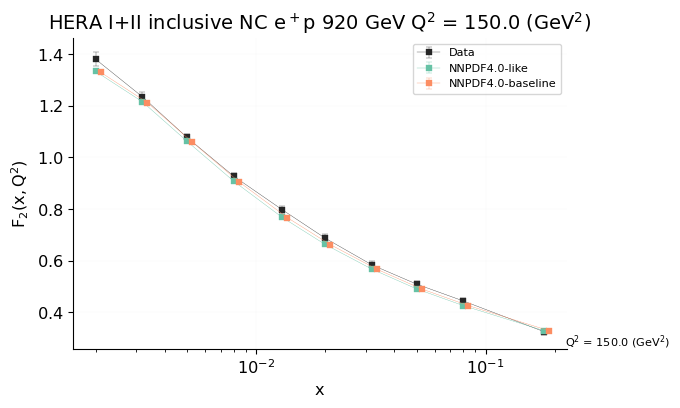 HERA I+II inclusive NC e⁺p 920 GeV Q² = 150.0 (GeV²)
Data
NNPDF4.0-like
NNPDF4.0-baseline
F₂(x, Q²)
1.4
1.2
1.0
0.8
0.6
0.4
Q² = 150.0 (GeV²)
10⁻² 10⁻¹
x